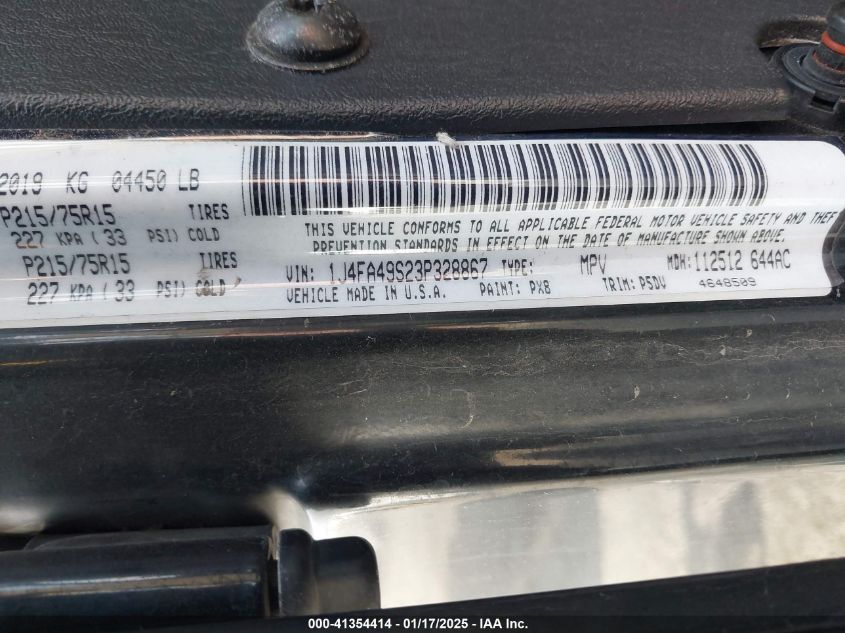 2018 KG 04450 LB
P215/75R15 TIRES
227 KPA ( 33 PSI) COLD
P215/75R15 TIRES
227 KPA ( 33 PSI) COLD
THIS VEHICLE CONFORMS TO ALL APPLICABLE FEDERAL MOTOR VEHICLE SAFETY AND THEF
PREVENTION STANDARDS IN EFFECT ON THE DATE OF MANUFACTURE SHOWN ABOVE.
VIN: 1J4FA49S23P328867 TYPE: MPV MDH: 112512 644AC
VEHICLE MADE IN U.S.A. PAINT: PX8 TRIM: P5DV 4648509
000-41354414 - 01/17/2025 - IAA Inc.